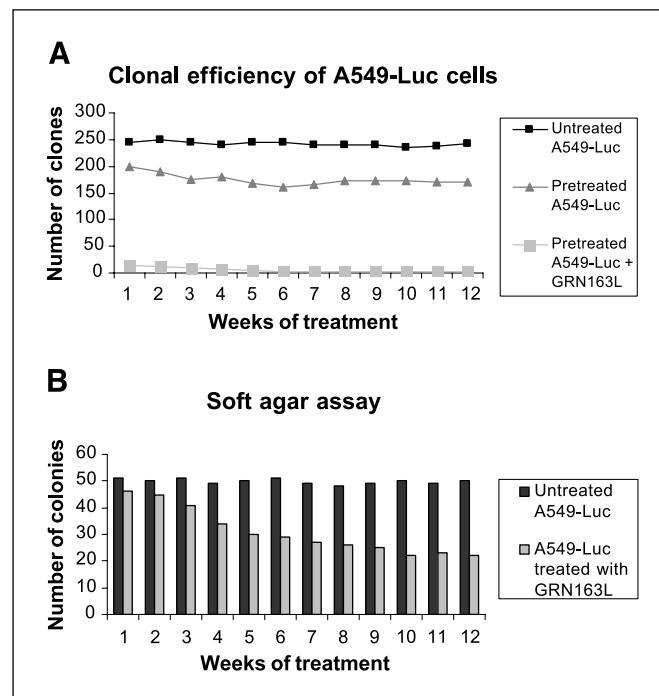 A
Clonal efficiency of A549-Luc cells
Number of clones
300
250
200
150
100
50
0
1 2 3 4 5 6 7 8 9 10 11 12
Weeks of treatment
Untreated
A549-Luc
Pretreated
A549-Luc
Pretreated
A549-Luc +
GRN163L
B
Soft agar assay
Number of colonies
60
50
40
30
20
10
0
1 2 3 4 5 6 7 8 9 10 11 12
Weeks of treatment
Untreated
A549-Luc
A549-Luc
treated with
GRN163L